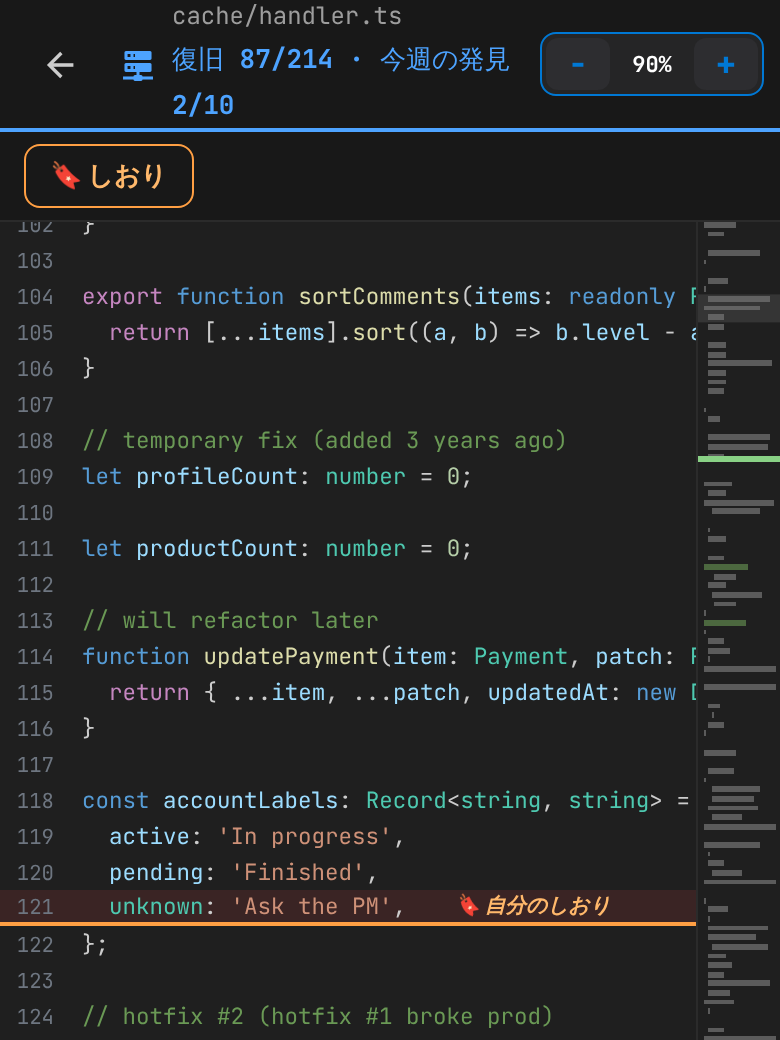 cache/handler.ts
復旧 87/214 · 今週の発見
2/10
- 90% +
🔖 しおり
102 }
103
104 export function sortComments(items: readonly
105 return [...items].sort((a, b) => b.level - a
106 }
107
108 // temporary fix (added 3 years ago)
109 let profileCount: number = 0;
110
111 let productCount: number = 0;
112
113 // will refactor later
114 function updatePayment(item: Payment, patch:
115 return { ...item, ...patch, updatedAt: new
116 }
117
118 const accountLabels: Record<string, string> =
119 active: 'In progress',
120 pending: 'Finished',
121 unknown: 'Ask the PM', 🔖 自分のしおり
122 };
123
124 // hotfix #2 (hotfix #1 broke prod)